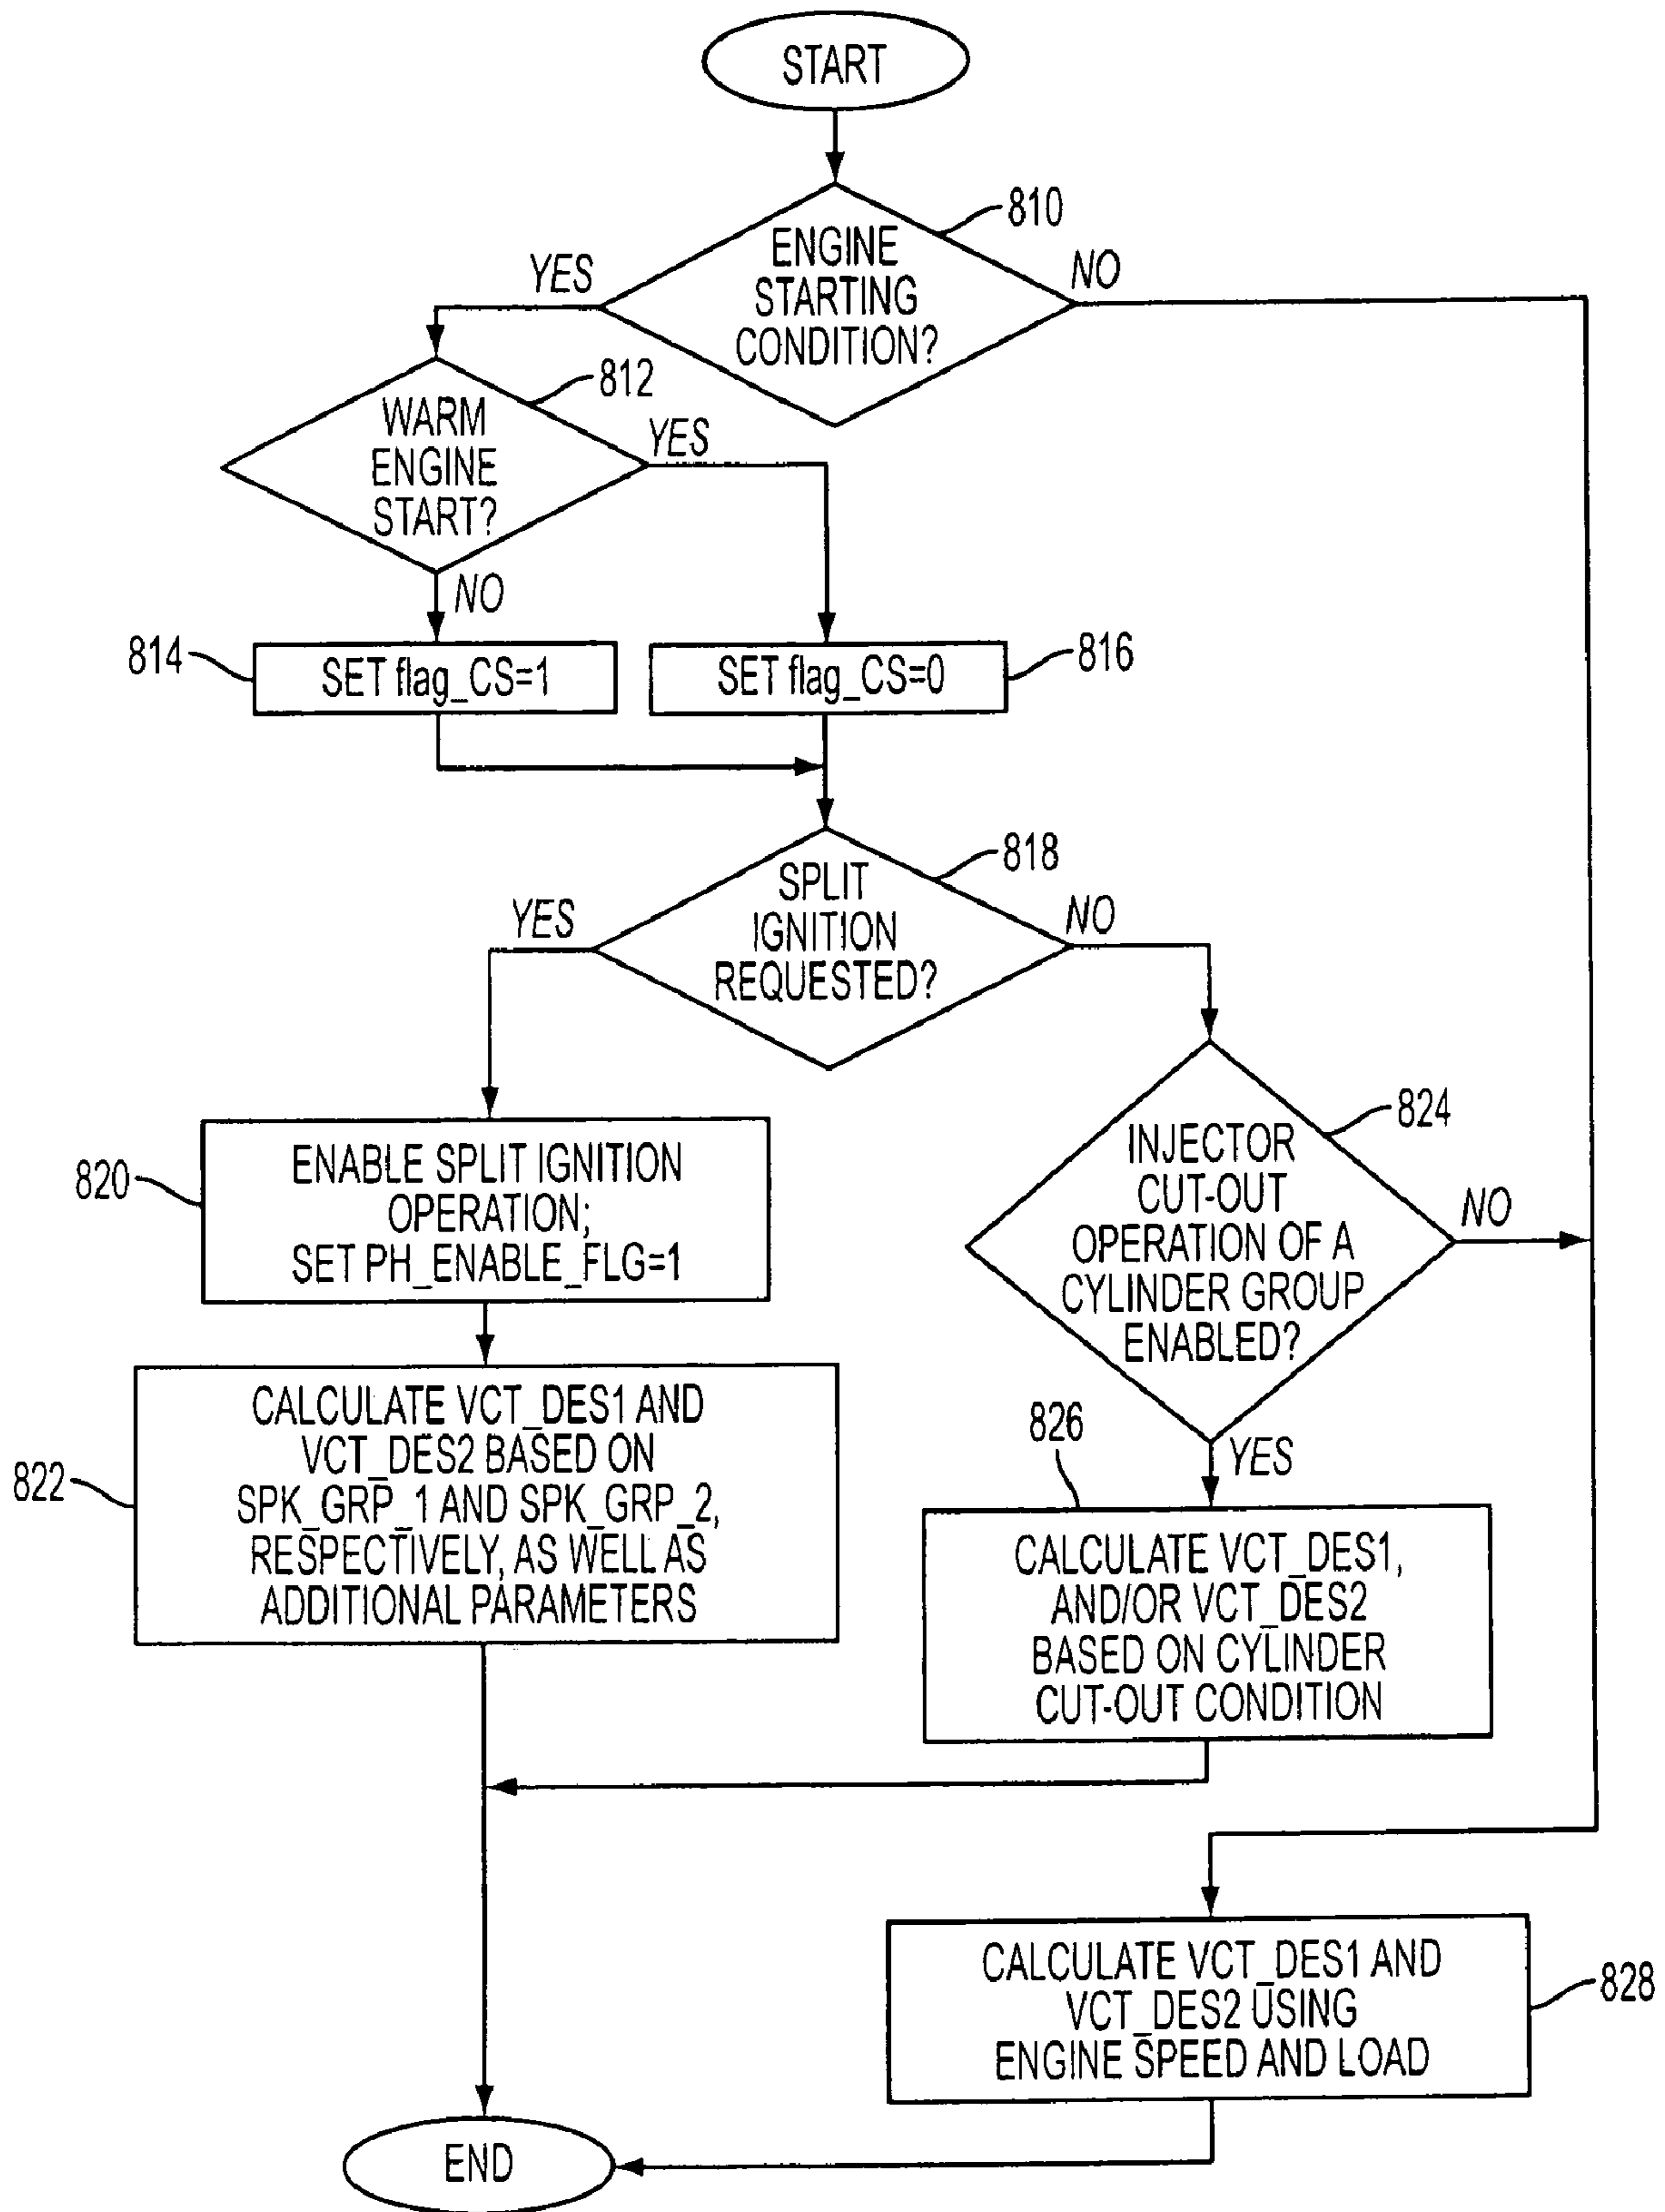 START
810
ENGINE
STARTING
CONDITION?
YES
NO
812
WARM
ENGINE
START?
YES
NO
814
SET flag_CS=1
SET flag_CS=0
816
818
SPLIT
IGNITION
REQUESTED?
YES
NO
824
INJECTOR
CUT-OUT
OPERATION OF A
CYLINDER GROUP
ENABLED?
NO
YES
820
ENABLE SPLIT IGNITION
OPERATION;
SET PH_ENABLE_FLG=1
822
CALCULATE VCT_DES1 AND
VCT_DES2 BASED ON
SPK_GRP_1 AND SPK_GRP_2,
RESPECTIVELY, AS WELL AS
ADDITIONAL PARAMETERS
826
CALCULATE VCT_DES1,
AND/OR VCT_DES2
BASED ON CYLINDER
CUT-OUT CONDITION
CALCULATE VCT_DES1 AND
VCT_DES2 USING
ENGINE SPEED AND LOAD
828
END